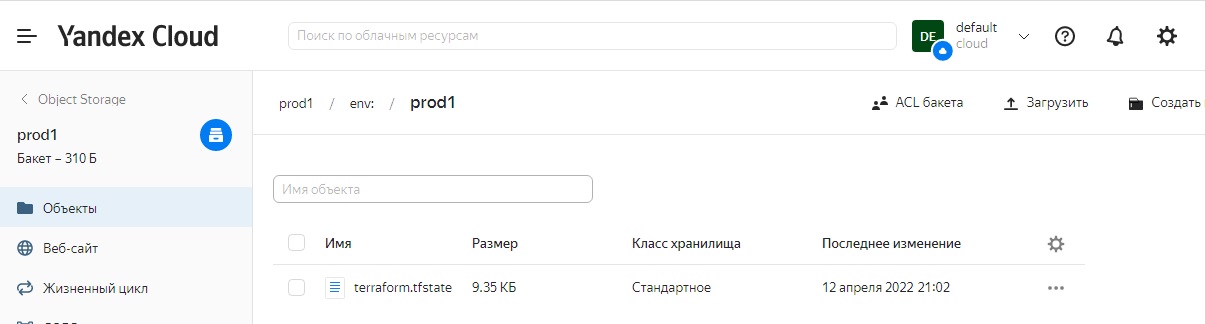 Yandex Cloud
Поиск по облачным ресурсам
DE
default
cloud
Object Storage
prod1
Бакет – 310 Б
Объекты
Веб-сайт
Жизненный цикл
prod1 / env: / prod1
ACL бакета
Загрузить
Создать
Имя объекта
Имя Размер Класс хранилища Последнее изменение
terraform.tfstate 9.35 КБ Стандартное 12 апреля 2022 21:02